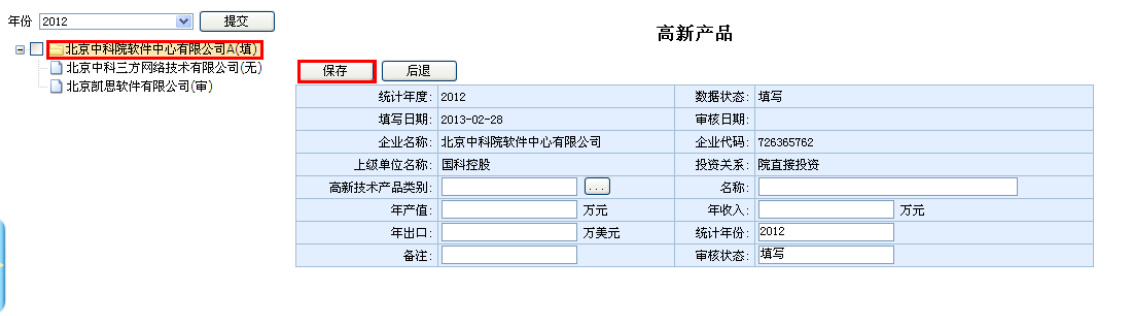 年份 2012 提交
北京中科院软件中心有限公司A(填)
北京中科三方网络技术有限公司(无)
北京凯思软件有限公司(审)
高新产品
保存 后退
统计年度: 2012 数据状态: 填写
填写日期: 2013-02-28 审核日期:
企业名称: 北京中科院软件中心有限公司 企业代码: 726365762
上级单位名称: 国科控股 投资关系: 院直接投资
高新技术产品类别: ... 名称:
年产值: 万元 年收入: 万元
年出口: 万美元 统计年份: 2012
备注: 审核状态: 填写